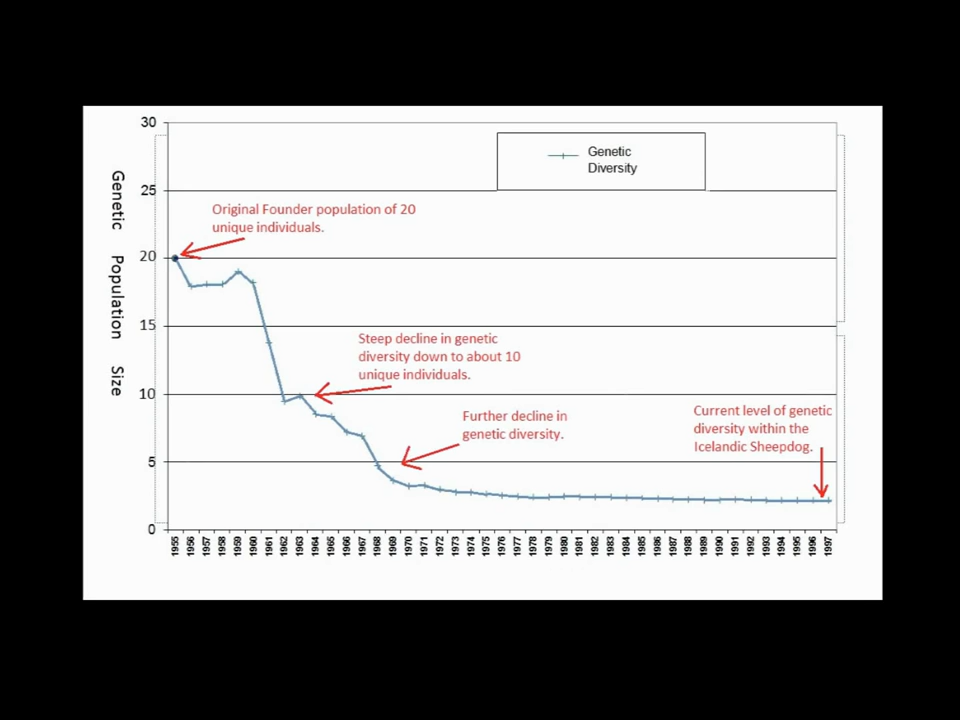 30
25
20
15
10
5
0
Genetic Population Size
Genetic
Diversity
Original Founder population of 20
unique individuals.
Steep decline in genetic
diversity down to about 10
unique individuals.
Further decline in
genetic diversity.
Current level of genetic
diversity within the
Icelandic Sheepdog.
1955 1956 1957 1958 1959 1960 1961 1962 1963 1964 1965 1966 1967 1968 1969 1970 1971 1972 1973 1974 1975 1976 1977 1978 1979 1980 1981 1982 1983 1984 1985 1986 1987 1988 1989 1990 1991 1992 1993 1994 1995 1996 1997